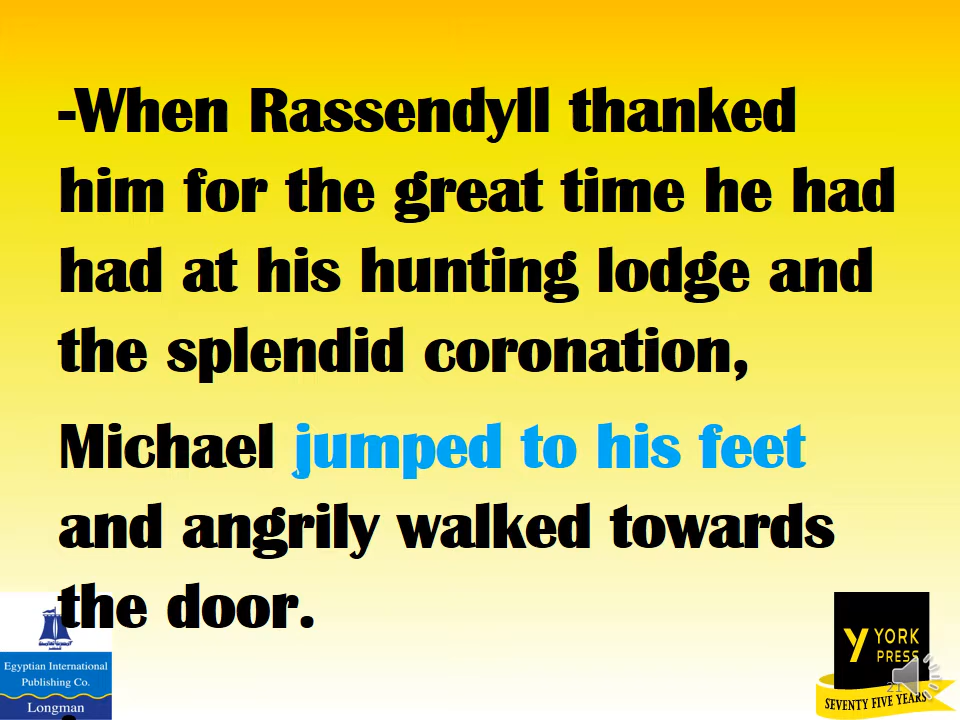 -When Rassendyll thanked
him for the great time he had
had at his hunting lodge and
the splendid coronation,
Michael jumped to his feet
and angrily walked towards
the door.
Egyptian International
Publishing Co.
Longman
YORK
PRESS
SEVENTY FIVE YEARS
21